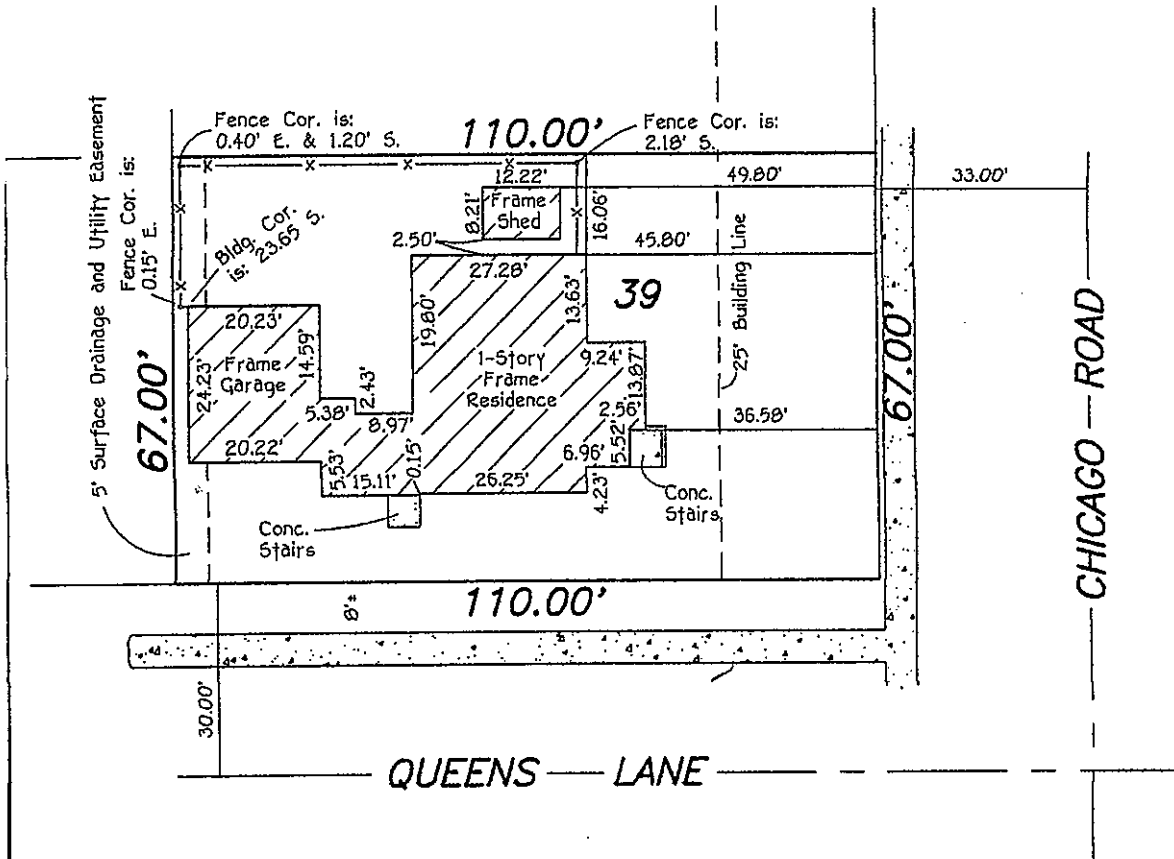 5' Surface Drainage and Utility Easement
Fence Cor. is:
0.15' E.
Fence Cor. is:
0.40' E. & 1.20' S.
110.00'
Fence Cor. is:
2.18' S.
12.22'
49.80'
33.00'
8.21'
Frame
Shed
16.06'
Bldg. Cor.
is: 23.65 S.
2.50'
45.80'
27.28'
39
25' Building Line
20.23'
19.80'
13.63'
67.00'
24.23'
Frame
Garage
14.59'
1-Story
Frame
Residence
9.24'
13.87'
67.00'
CHICAGO ROAD
2.43'
5.38'
8.97'
2.56'
36.58'
20.22'
5.53'
15.11'
0.15'
26.25'
6.96'
5.52'
4.23'
Conc.
Stairs
Conc.
Stairs
8'±
110.00'
30.00'
QUEENS LANE